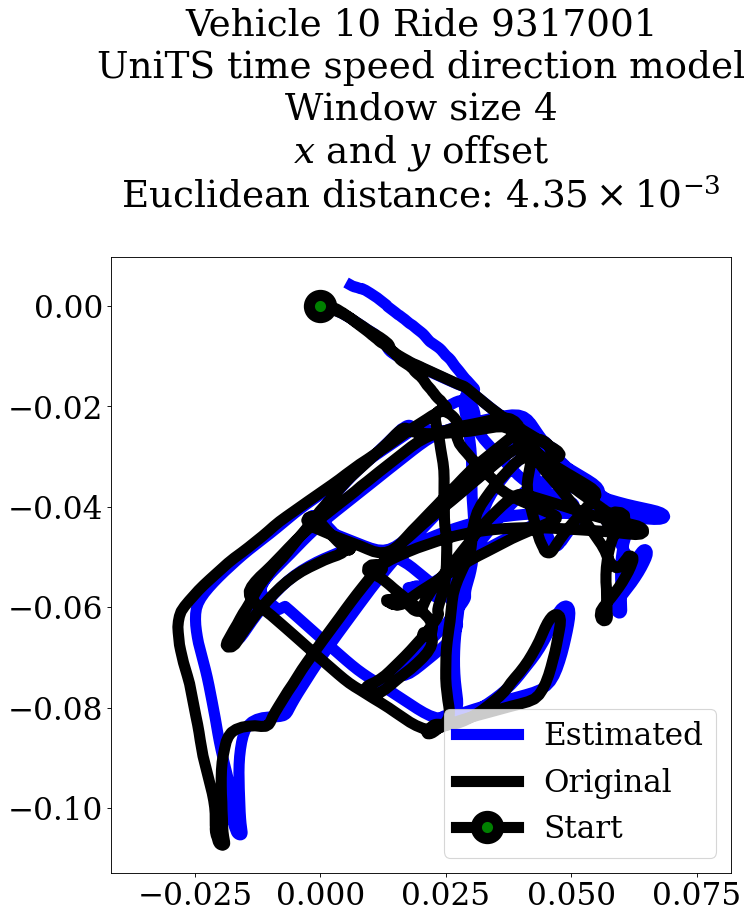 Vehicle 10 Ride 9317001
UniTS time speed direction model
Window size 4
x and y offset
Euclidean distance: 4.35 × 10⁻³
0.00
−0.02
−0.04
−0.06
−0.08
−0.10
Estimated
Original
Start
−0.025 0.000 0.025 0.050 0.075